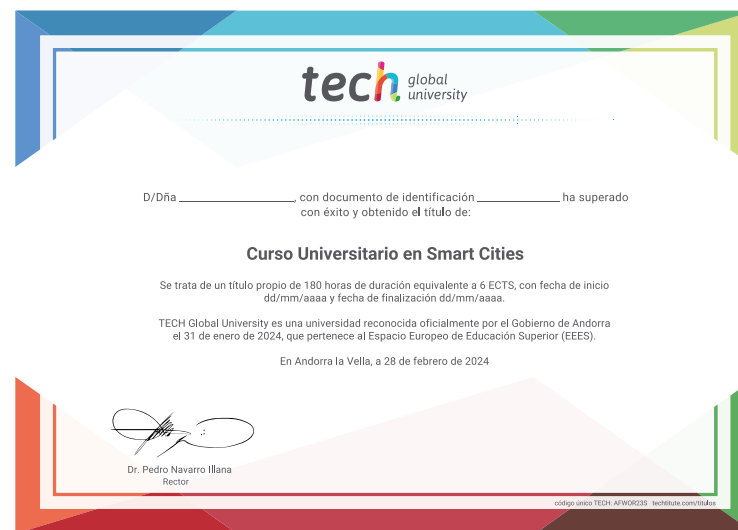 tech global university
D/Dña ____________________, con documento de identificación ______________ ha superado
con éxito y obtenido el título de:
Curso Universitario en Smart Cities
Se trata de un título propio de 180 horas de duración equivalente a 6 ECTS, con fecha de inicio
dd/mm/aaaa y fecha de finalización dd/mm/aaaa.
TECH Global University es una universidad reconocida oficialmente por el Gobierno de Andorra
el 31 de enero de 2024, que pertenece al Espacio Europeo de Educación Superior (EEES).
En Andorra la Vella, a 28 de febrero de 2024
Dr. Pedro Navarro Illana
Rector
código único TECH: AFWOR23S techtitute.com/titulos